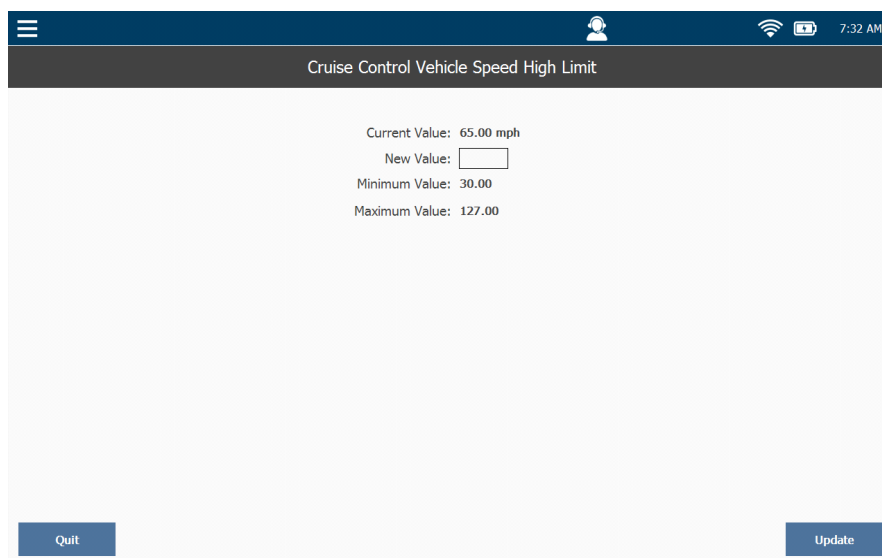 7:32 AM
Cruise Control Vehicle Speed High Limit
Current Value: 65.00 mph
New Value:
Minimum Value: 30.00
Maximum Value: 127.00
Quit
Update